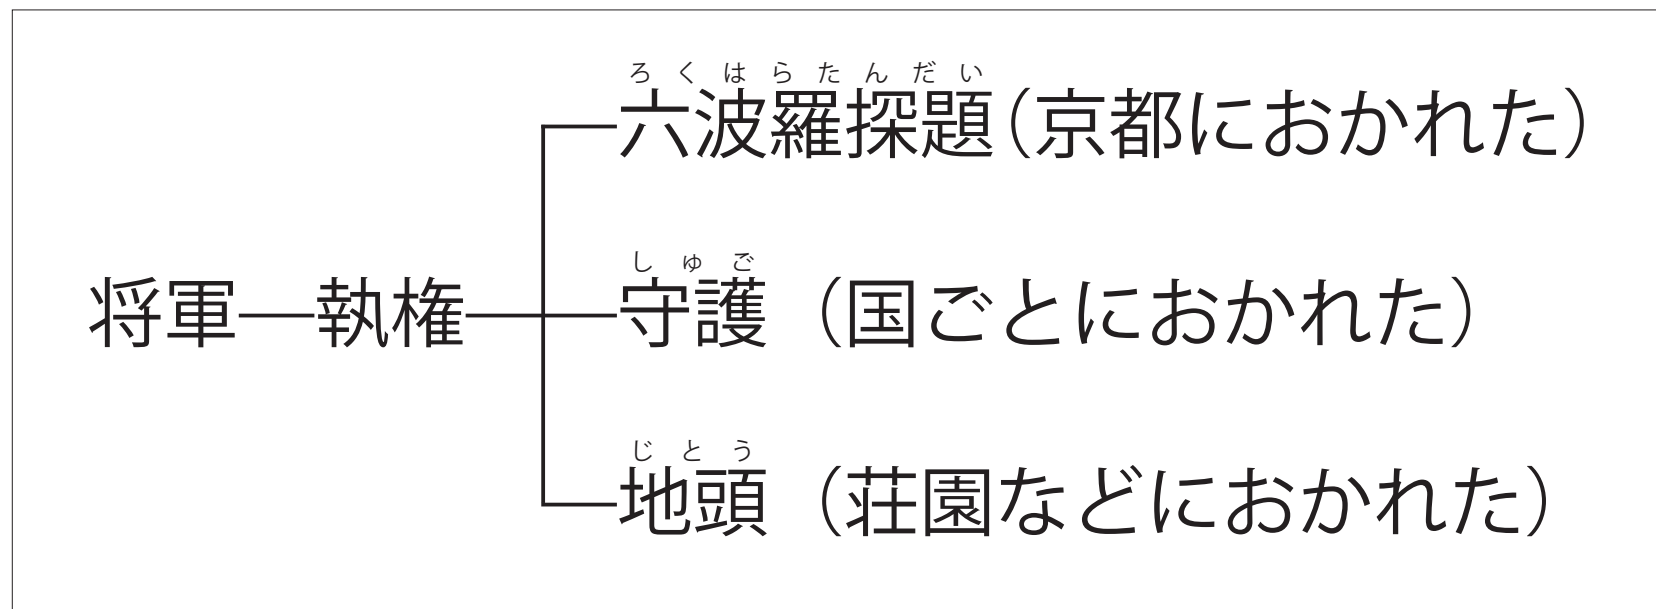 ろくはらたんだい
六波羅探題（京都におかれた）
しゅご
将軍 執権 守護（国ごとにおかれた）
じとう
地頭（荘園などにおかれた）